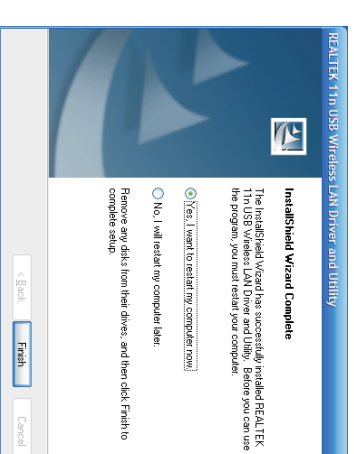 REALTEK 11n USB Wireless LAN Driver and Utility
InstallShield Wizard Complete
The InstallShield Wizard has successfully installed REALTEK
11n USB Wireless LAN Driver and Utility. Before you can use
the program, you must restart your computer.
Yes, I want to restart my computer now.
No, I will restart my computer later.
Remove any disks from their drives, and then click Finish to
complete setup.
< Back
Finish
Cancel